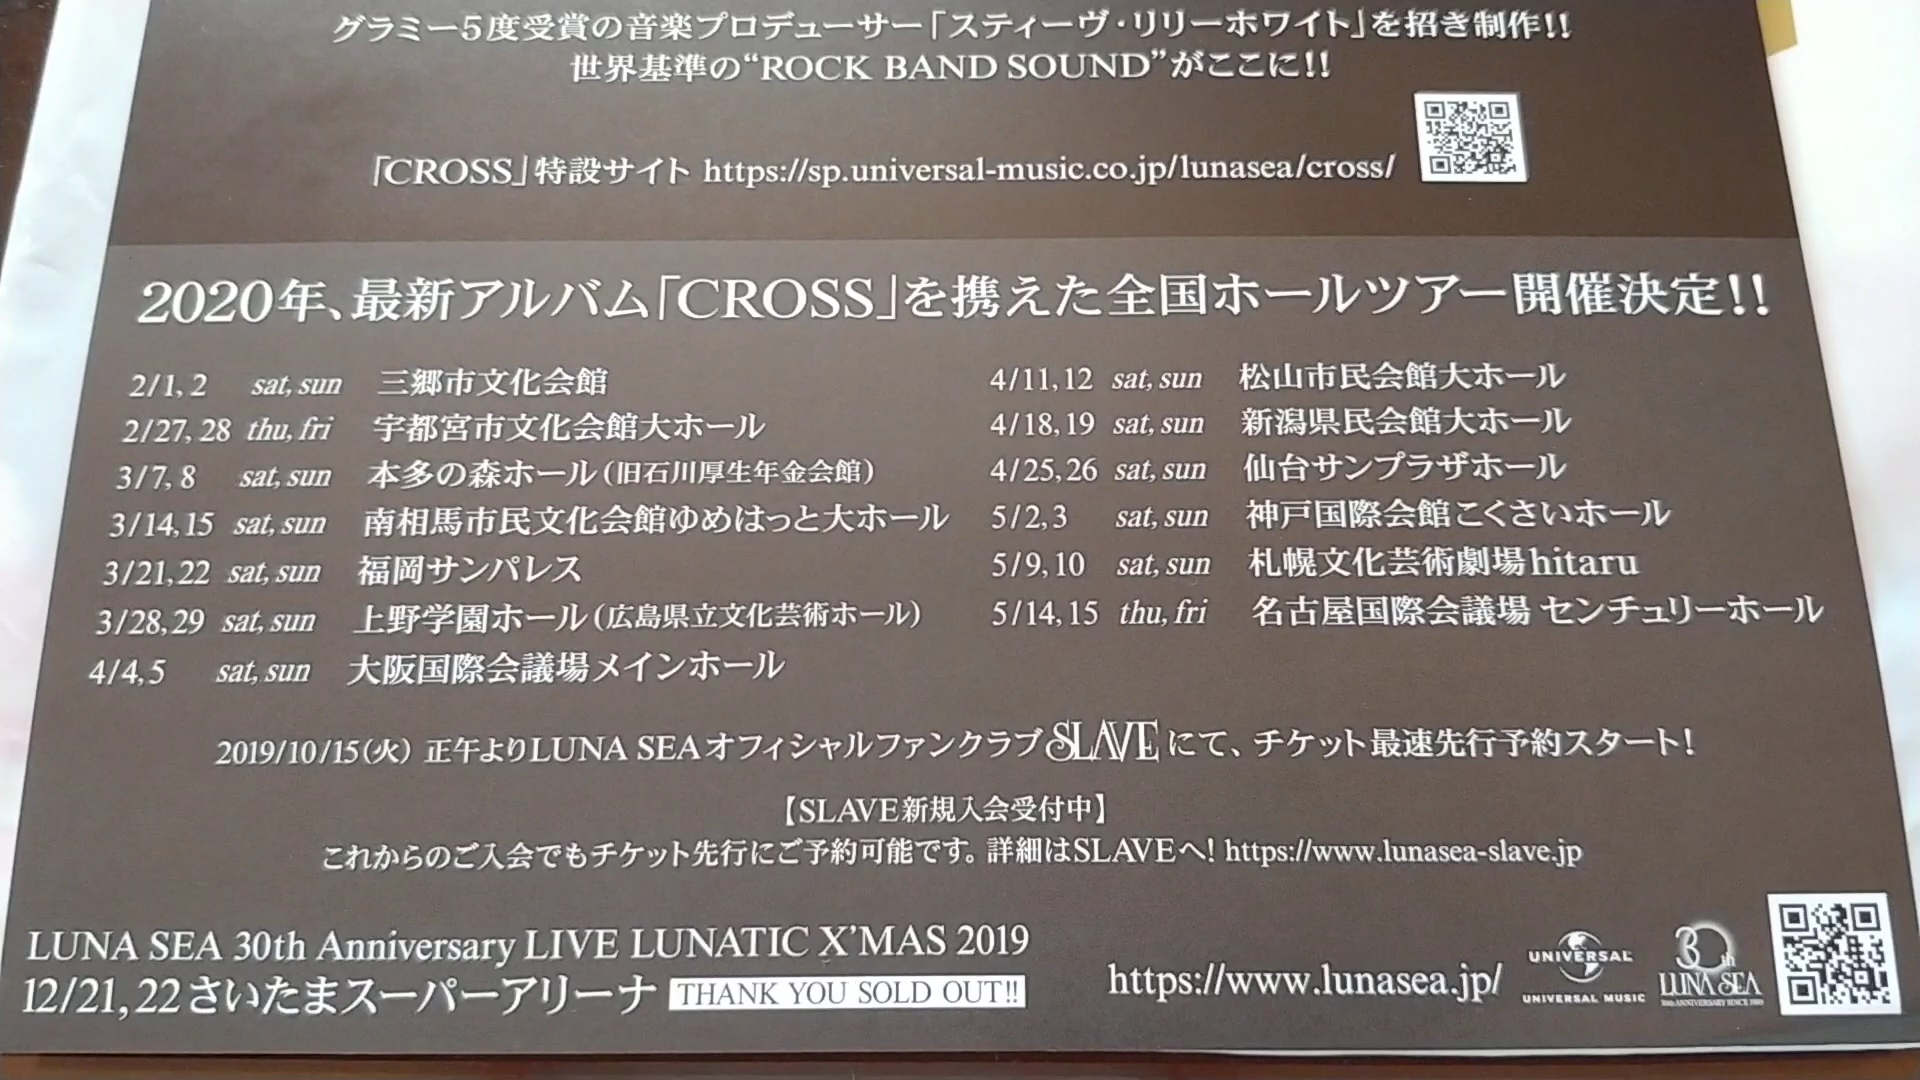 グラミー5度受賞の音楽プロデューサー「スティーヴ・リリーホワイト」を招き制作!!
世界基準の“ROCK BAND SOUND”がここに!!
「CROSS」特設サイト https://sp.universal-music.co.jp/lunasea/cross/
2020年、最新アルバム「CROSS」を携えた全国ホールツアー開催決定!!
2/1, 2 sat, sun 三郷市文化会館
2/27, 28 thu, fri 宇都宮市文化会館大ホール
3/7, 8 sat, sun 本多の森ホール(旧石川厚生年金会館)
3/14,15 sat, sun 南相馬市民文化会館ゆめはっと大ホール
3/21,22 sat, sun 福岡サンパレス
3/28,29 sat, sun 上野学園ホール(広島県立文化芸術ホール)
4/4,5 sat, sun 大阪国際会議場メインホール
4/11,12 sat, sun 松山市民会館大ホール
4/18,19 sat, sun 新潟県民会館大ホール
4/25,26 sat, sun 仙台サンプラザホール
5/2,3 sat, sun 神戸国際会館こくさいホール
5/9,10 sat, sun 札幌文化芸術劇場hitaru
5/14,15 thu, fri 名古屋国際会議場 センチュリーホール
2019/10/15(火) 正午よりLUNA SEAオフィシャルファンクラブSLAVEにて、チケット最速先行予約スタート!
【SLAVE新規入会受付中】
これからのご入会でもチケット先行にご予約可能です。詳細はSLAVEへ! https://www.lunasea-slave.jp
LUNA SEA 30th Anniversary LIVE LUNATIC X'MAS 2019
12/21, 22 さいたまスーパーアリーナ THANK YOU SOLD OUT!!
https://www.lunasea.jp/
UNIVERSAL
UNIVERSAL MUSIC
30th
LUNA SEA